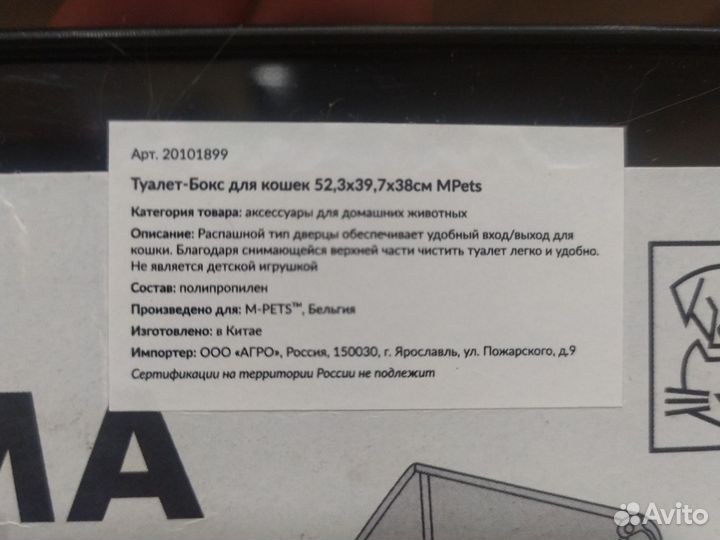 Арт. 20101899
Туалет-Бокс для кошек 52,3х39,7х38см MPets
Категория товара: аксессуары для домашних животных
Описание: Распашной тип дверцы обеспечивает удобный вход/выход для
кошки. Благодаря снимающейся верхней части чистить туалет легко и удобно.
Не является детской игрушкой
Состав: полипропилен
Произведено для: M-PETS™, Бельгия
Изготовлено: в Китае
Импортер: ООО «АГРО», Россия, 150030, г. Ярославль, ул. Пожарского, д.9
Сертификации на территории России не подлежит
MA
Avito